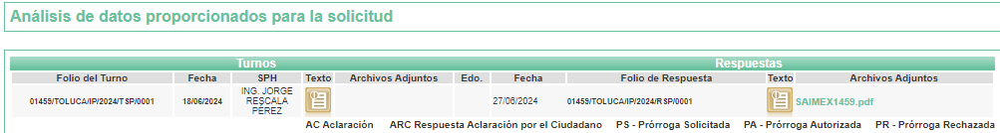 Análisis de datos proporcionados para la solicitud
Turnos Respuestas
Folio del Turno Fecha SPH Texto Archivos Adjuntos Edo. Fecha Folio de Respuesta Texto Archivos Adjuntos
01459/TOLUCA/IP/2024/TSP/0001 18/06/2024 ING. JORGE RESCALA PÉREZ 27/06/2024 01459/TOLUCA/IP/2024/RSP/0001 SAIMEX1459.pdf
AC Aclaración ARC Respuesta Aclaración por el Ciudadano PS - Prórroga Solicitada PA - Prórroga Autorizada PR - Prórroga Rechazada